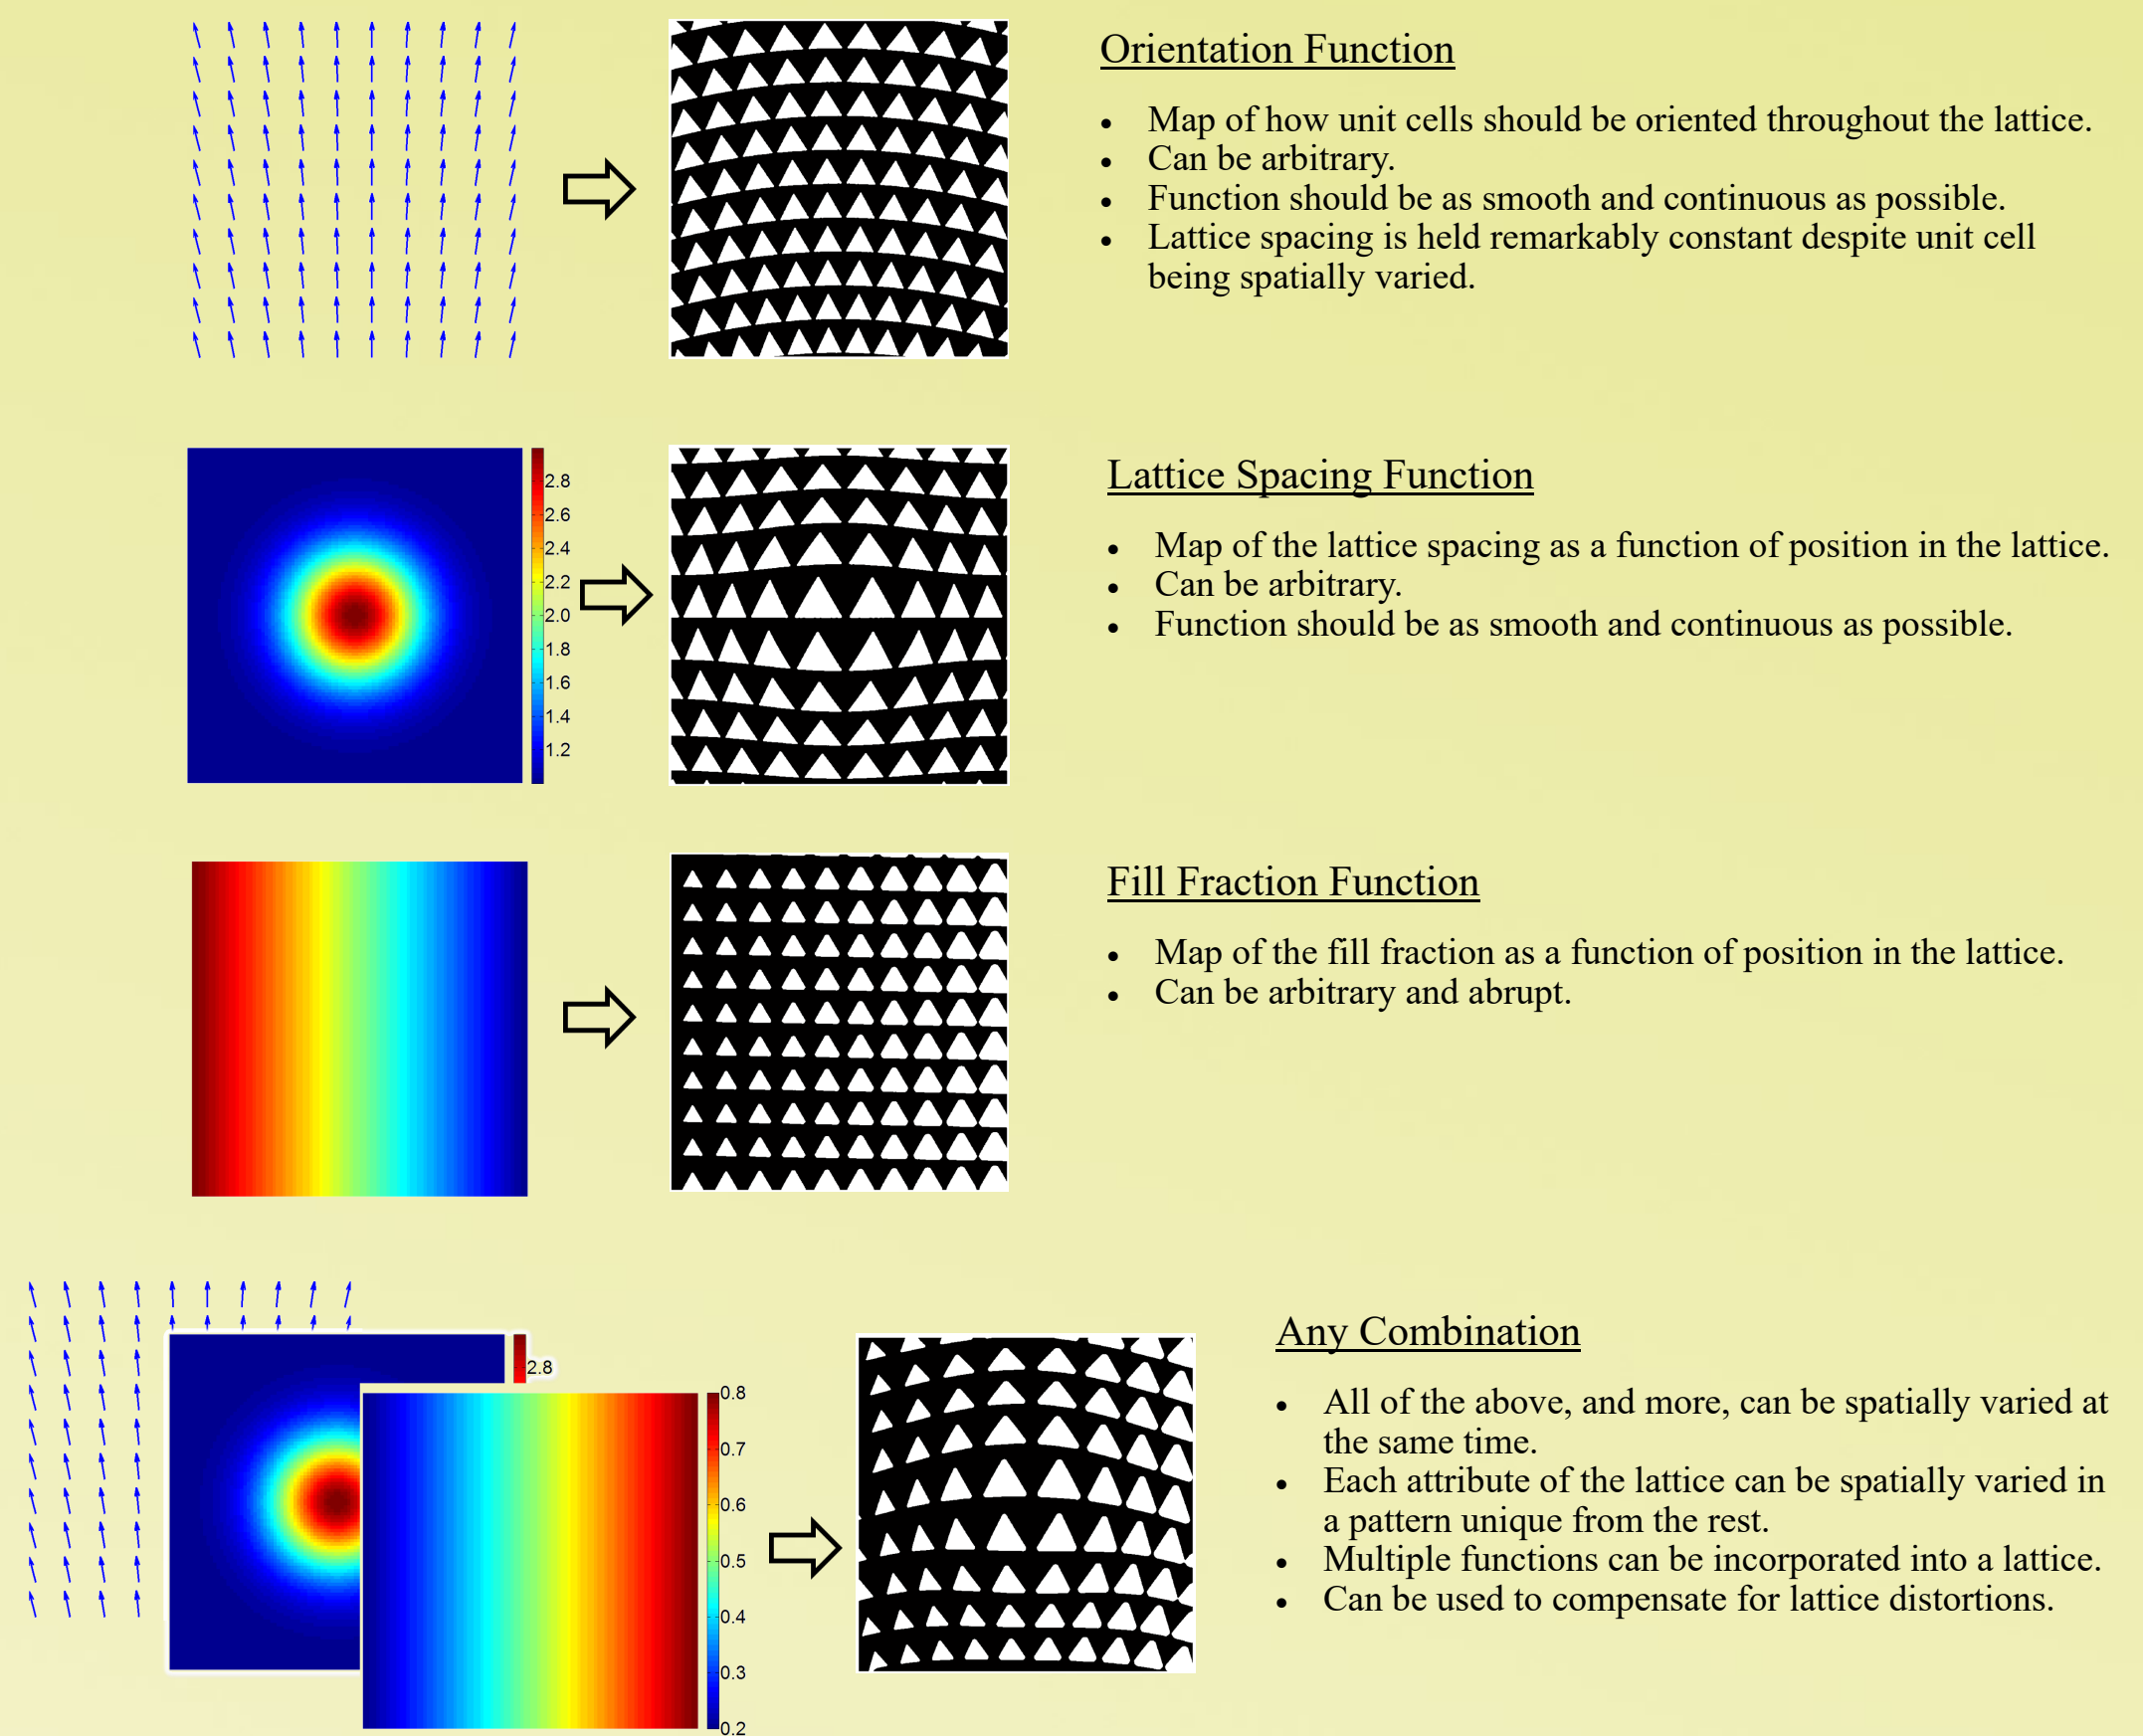 Orientation Function
• Map of how unit cells should be oriented throughout the lattice.
• Can be arbitrary.
• Function should be as smooth and continuous as possible.
• Lattice spacing is held remarkably constant despite unit cell
being spatially varied.
2.8
2.6
2.4
2.2
2.0
1.8
1.6
1.4
1.2
Lattice Spacing Function
• Map of the lattice spacing as a function of position in the lattice.
• Can be arbitrary.
• Function should be as smooth and continuous as possible.
Fill Fraction Function
• Map of the fill fraction as a function of position in the lattice.
• Can be arbitrary and abrupt.
2.8
0.8
0.7
0.6
0.5
0.4
0.3
0.2
Any Combination
• All of the above, and more, can be spatially varied at
the same time.
• Each attribute of the lattice can be spatially varied in
a pattern unique from the rest.
• Multiple functions can be incorporated into a lattice.
• Can be used to compensate for lattice distortions.